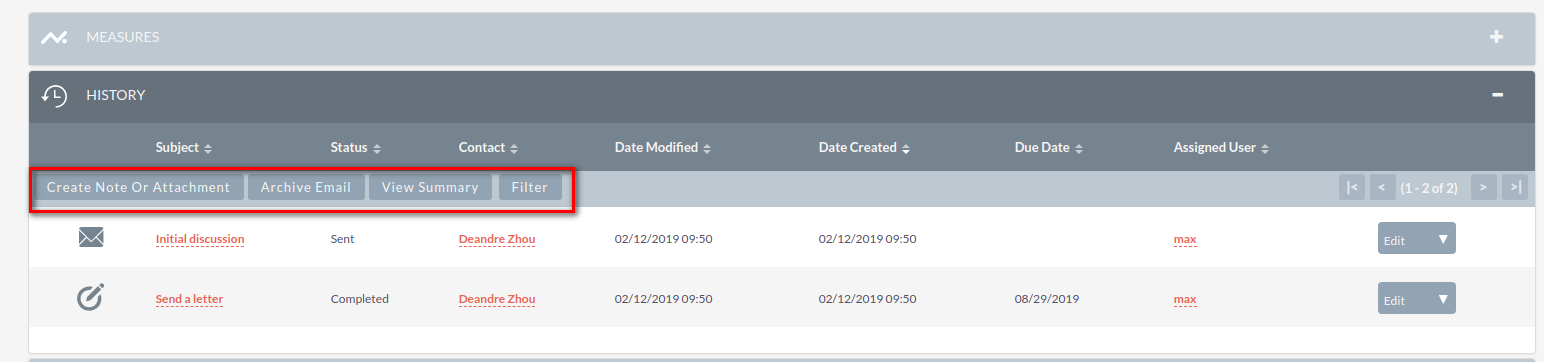 MEASURES
HISTORY
Subject Status Contact Date Modified Date Created Due Date Assigned User
Create Note Or Attachment Archive Email View Summary Filter (1 - 2 of 2)
Initial discussion Sent Deandre Zhou 02/12/2019 09:50 02/12/2019 09:50 max Edit
Send a letter Completed Deandre Zhou 02/12/2019 09:50 02/12/2019 09:50 08/29/2019 max Edit